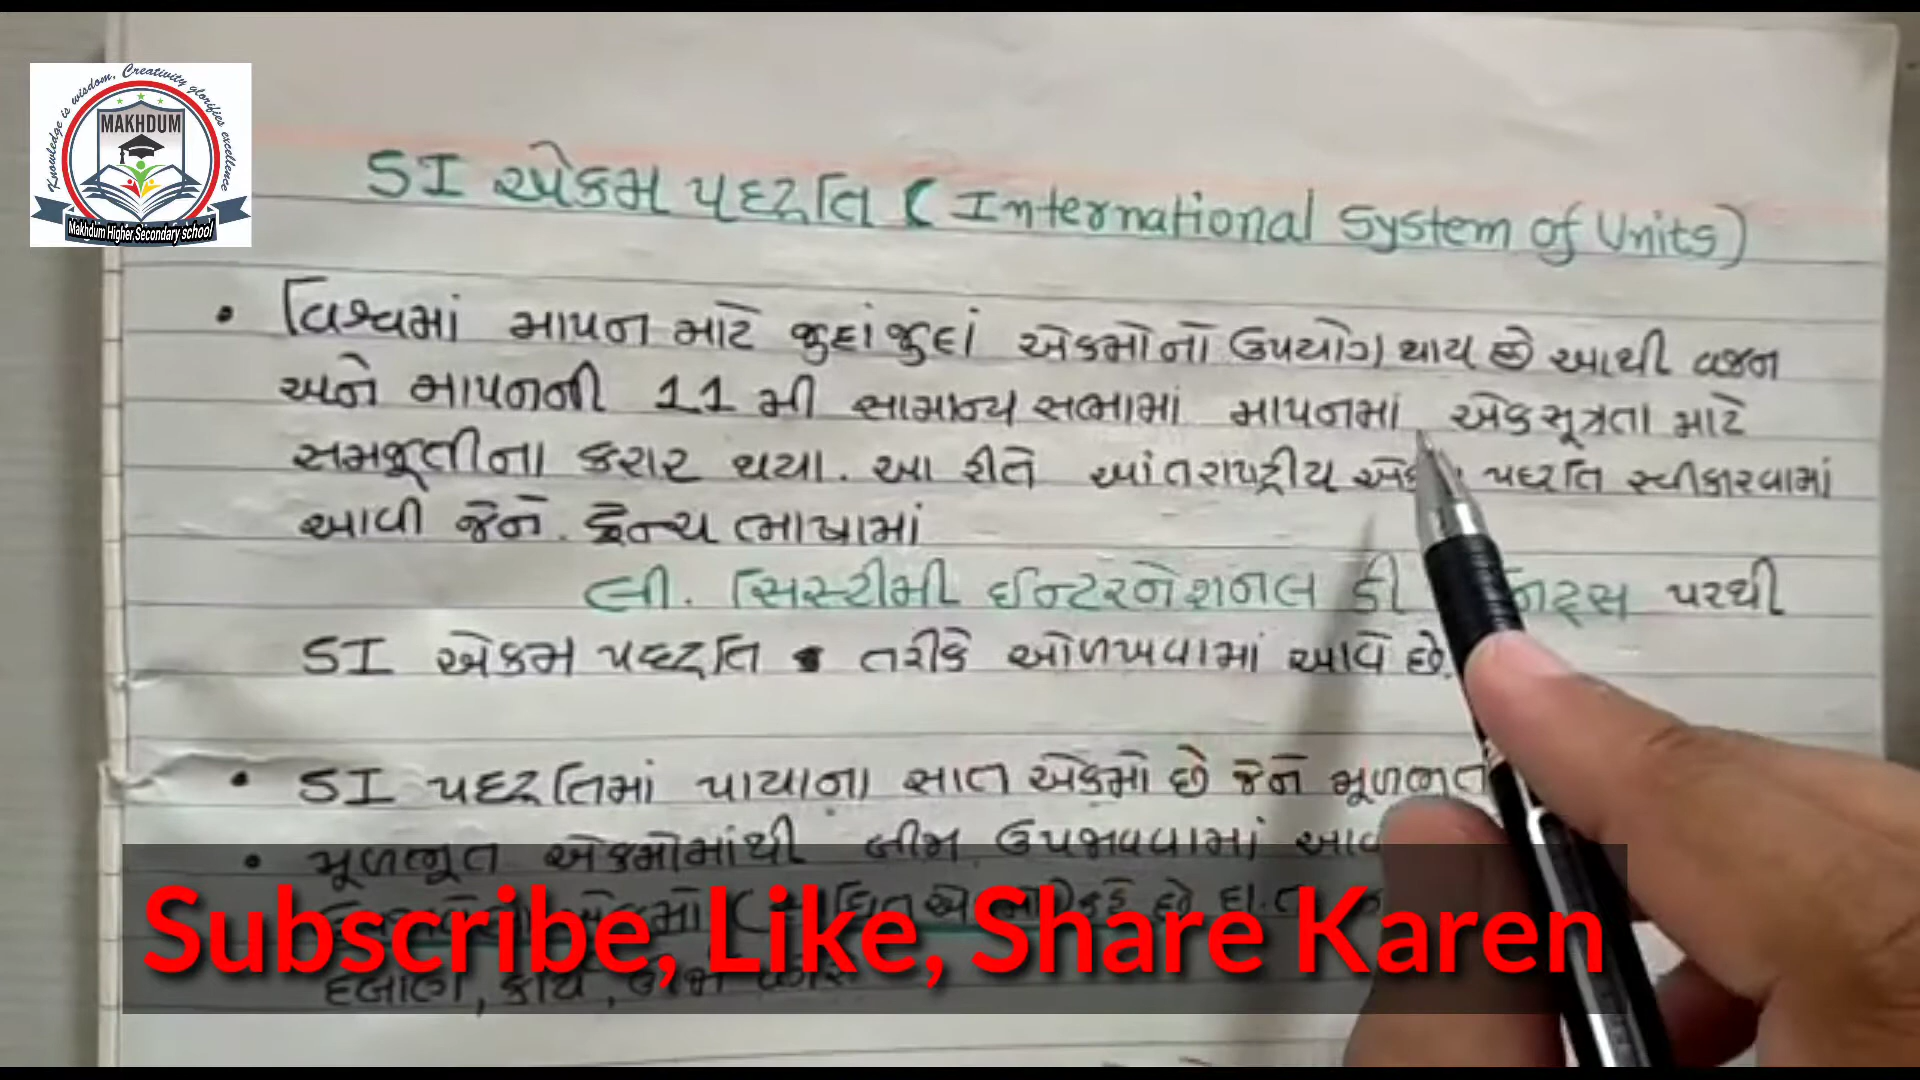 Knowledge is wisdom, Creativity glorifies excellence
MAKHDUM
Makhdum Higher Secondary school
SI એકમ પદ્ધતિ (International System of Units)
• વિશ્વમાં માપન માટે જુદાંજુદાં એકમોનો ઉપયોગ થાય છે આથી વજન
અને માપનની 11 મી સામાન્ય સભામાં માપનમાં એકસૂત્રતા માટે
સમજૂતીના કરાર થયા. આ રીતે આંતરરાષ્ટ્રીય પદ્ધતિ સ્વીકારવામાં
આવી જેને ફ્રેન્ચ ભાષામાં
લી. સિસ્ટીમી ઈન્ટરનેશનલ ડી પરથી
SI એકમ પદ્ધતિ તરીકે ઓળખવામાં આવે છે.
• SI પદ્ધતિમાં પાયાના સાત એકમો છે જેને મૂળભૂત
• મૂળભૂત એકમોમાંથી બીજા ઉપજાવવામાં
Subscribe, Like, Share Karen